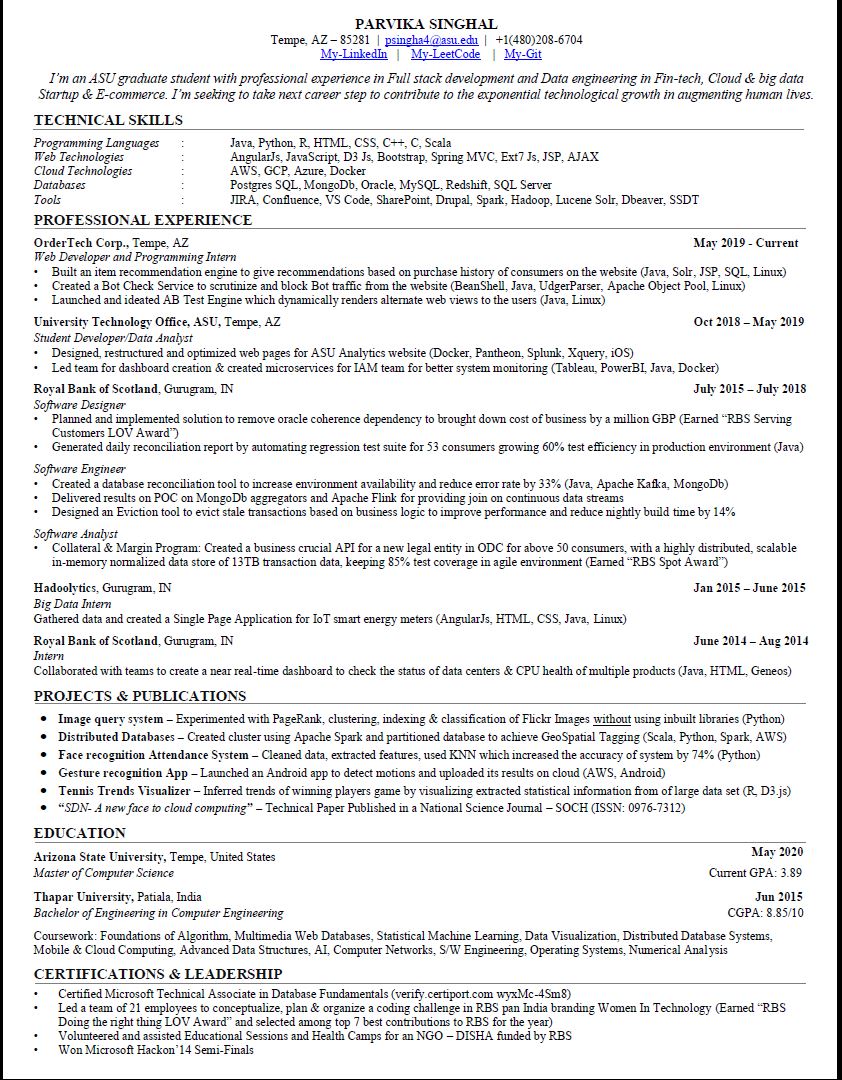 PARVIKA SINGHAL
Tempe, AZ – 85281 | psingha4@asu.edu | +1(480)208-6704
My-LinkedIn | My-LeetCode | My-Git
I'm an ASU graduate student with professional experience in Full stack development and Data engineering in Fin-tech, Cloud & big data
Startup & E-commerce. I'm seeking to take next career step to contribute to the exponential technological growth in augmenting human lives.
TECHNICAL SKILLS
Programming Languages : Java, Python, R, HTML, CSS, C++, C, Scala
Web Technologies : AngularJs, JavaScript, D3 Js, Bootstrap, Spring MVC, Ext7 Js, JSP, AJAX
Cloud Technologies : AWS, GCP, Azure, Docker
Databases : Postgres SQL, MongoDb, Oracle, MySQL, Redshift, SQL Server
Tools : JIRA, Confluence, VS Code, SharePoint, Drupal, Spark, Hadoop, Lucene Solr, Dbeaver, SSDT
PROFESSIONAL EXPERIENCE
OrderTech Corp., Tempe, AZ May 2019 - Current
Web Developer and Programming Intern
• Built an item recommendation engine to give recommendations based on purchase history of consumers on the website (Java, Solr, JSP, SQL, Linux)
• Created a Bot Check Service to scrutinize and block Bot traffic from the website (BeanShell, Java, UdgerParser, Apache Object Pool, Linux)
• Launched and ideated AB Test Engine which dynamically renders alternate web views to the users (Java, Linux)
University Technology Office, ASU, Tempe, AZ Oct 2018 – May 2019
Student Developer/Data Analyst
• Designed, restructured and optimized web pages for ASU Analytics website (Docker, Pantheon, Splunk, Xquery, iOS)
• Led team for dashboard creation & created microservices for IAM team for better system monitoring (Tableau, PowerBI, Java, Docker)
Royal Bank of Scotland, Gurugram, IN July 2015 – July 2018
Software Designer
• Planned and implemented solution to remove oracle coherence dependency to brought down cost of business by a million GBP (Earned “RBS Serving
Customers LOV Award”)
• Generated daily reconciliation report by automating regression test suite for 53 consumers growing 60% test efficiency in production environment (Java)
Software Engineer
• Created a database reconciliation tool to increase environment availability and reduce error rate by 33% (Java, Apache Kafka, MongoDb)
• Delivered results on POC on MongoDb aggregators and Apache Flink for providing join on continuous data streams
• Designed an Eviction tool to evict stale transactions based on business logic to improve performance and reduce nightly build time by 14%
Software Analyst
• Collateral & Margin Program: Created a business crucial API for a new legal entity in ODC for above 50 consumers, with a highly distributed, scalable
in-memory normalized data store of 13TB transaction data, keeping 85% test coverage in agile environment (Earned “RBS Spot Award”)
Hadoolytics, Gurugram, IN Jan 2015 – June 2015
Big Data Intern
Gathered data and created a Single Page Application for IoT smart energy meters (AngularJs, HTML, CSS, Java, Linux)
Royal Bank of Scotland, Gurugram, IN June 2014 – Aug 2014
Intern
Collaborated with teams to create a near real-time dashboard to check the status of data centers & CPU health of multiple products (Java, HTML, Geneos)
PROJECTS & PUBLICATIONS
• Image query system – Experimented with PageRank, clustering, indexing & classification of Flickr Images without using inbuilt libraries (Python)
• Distributed Databases – Created cluster using Apache Spark and partitioned database to achieve GeoSpatial Tagging (Scala, Python, Spark, AWS)
• Face recognition Attendance System – Cleaned data, extracted features, used KNN which increased the accuracy of system by 74% (Python)
• Gesture recognition App – Launched an Android app to detect motions and uploaded its results on cloud (AWS, Android)
• Tennis Trends Visualizer – Inferred trends of winning players game by visualizing extracted statistical information from of large data set (R, D3.js)
• “SDN- A new face to cloud computing” – Technical Paper Published in a National Science Journal – SOCH (ISSN: 0976-7312)
EDUCATION
Arizona State University, Tempe, United States May 2020
Master of Computer Science Current GPA: 3.89
Thapar University, Patiala, India Jun 2015
Bachelor of Engineering in Computer Engineering CGPA: 8.85/10
Coursework: Foundations of Algorithm, Multimedia Web Databases, Statistical Machine Learning, Data Visualization, Distributed Database Systems,
Mobile & Cloud Computing, Advanced Data Structures, AI, Computer Networks, S/W Engineering, Operating Systems, Numerical Analysis
CERTIFICATIONS & LEADERSHIP
• Certified Microsoft Technical Associate in Database Fundamentals (verify.certiport.com wyxMc-4Sm8)
• Led a team of 21 employees to conceptualize, plan & organize a coding challenge in RBS pan India branding Women In Technology (Earned “RBS
Doing the right thing LOV Award” and selected among top 7 best contributions to RBS for the year)
• Volunteered and assisted Educational Sessions and Health Camps for an NGO – DISHA funded by RBS
• Won Microsoft Hackon'14 Semi-Finals